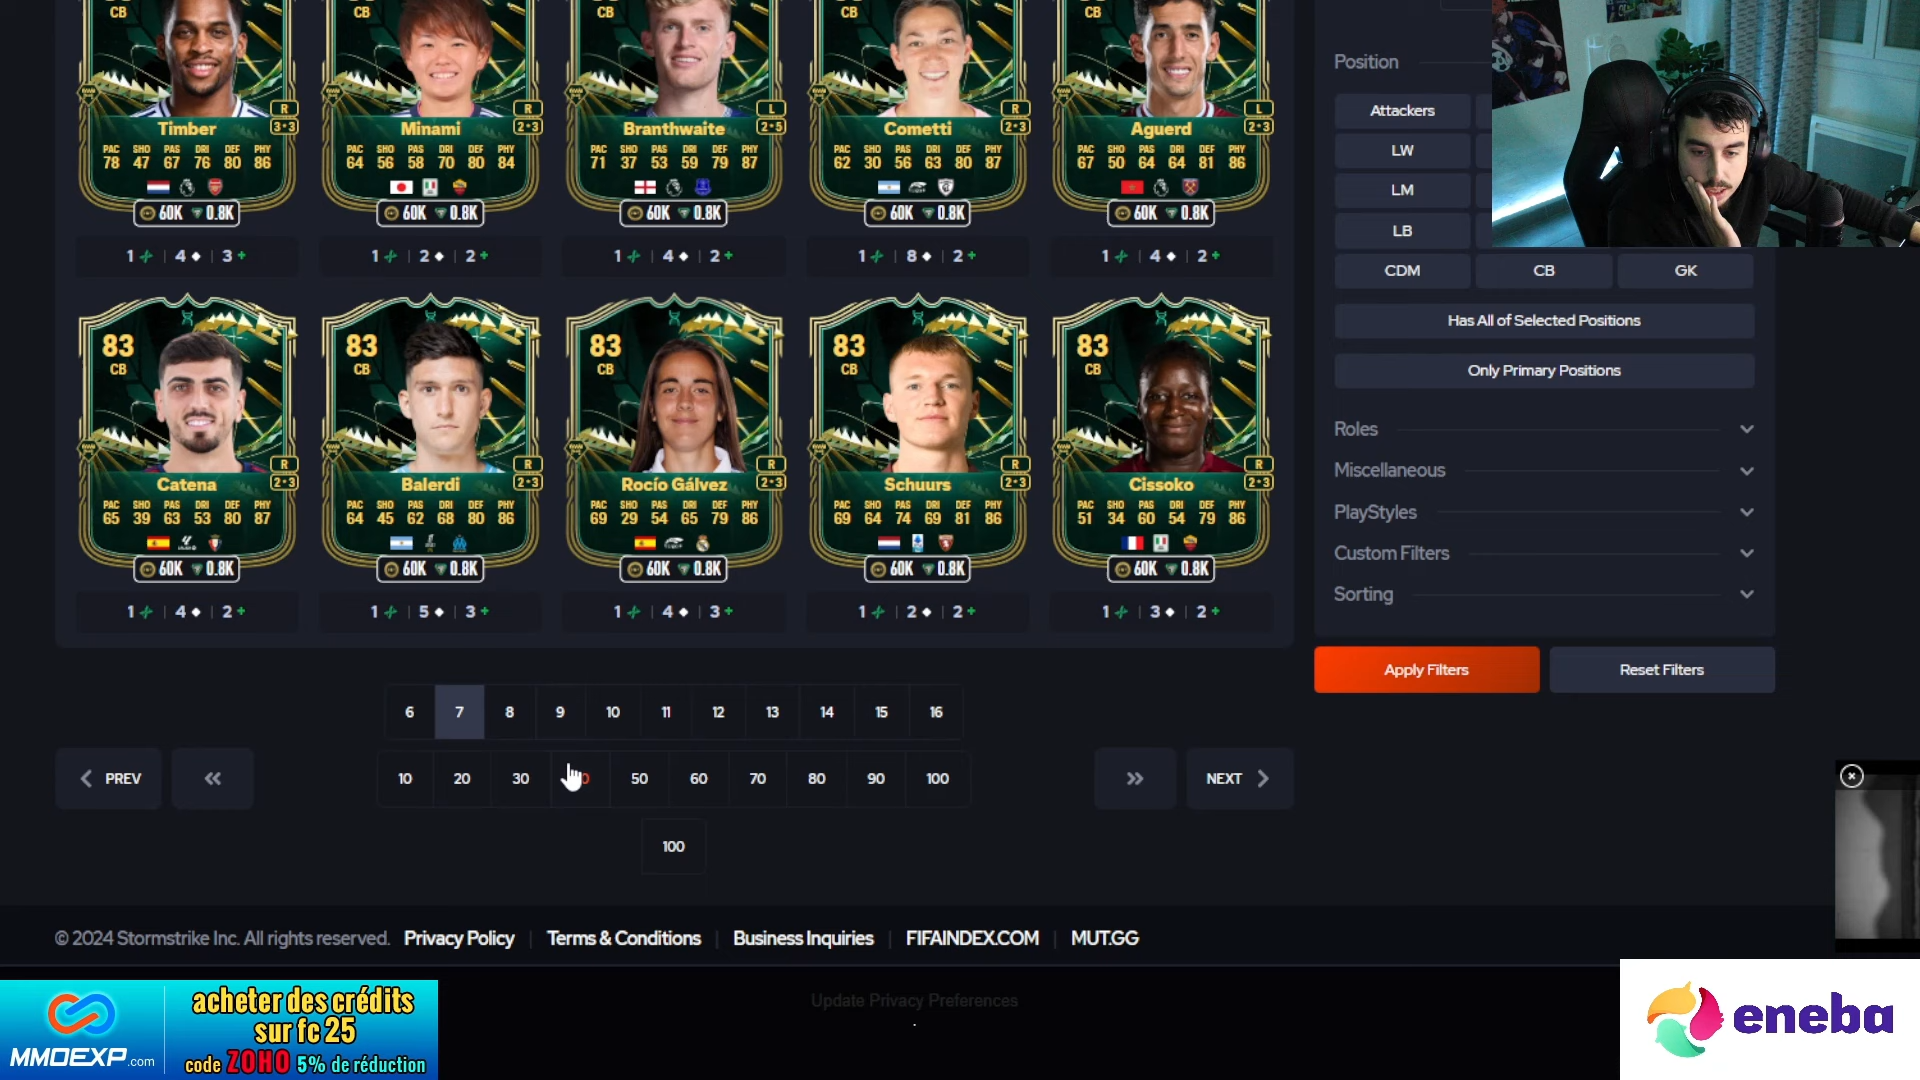 CB
CB
CB
CB
CB
R
R
L
R
L
3•3
2•3
2•5
2•3
2•3
Timber
Minami
Branthwaite
Cometti
Aguerd
PAC SHO PAS DRI DEF PHY
78 47 67 76 80 86
PAC SHO PAS DRI DEF PHY
64 56 58 70 80 84
PAC SHO PAS DRI DEF PHY
71 37 53 59 79 87
PAC SHO PAS DRI DEF PHY
62 30 56 63 80 87
PAC SHO PAS DRI DEF PHY
67 50 64 64 81 86
60K 0.8K
60K 0.8K
60K 0.8K
60K 0.8K
60K 0.8K
1 | 4 | 3+
1 | 2 | 2+
1 | 4 | 2+
1 | 8 | 2+
1 | 4 | 2+
83
CB
83
CB
83
CB
83
CB
83
CB
R
R
R
R
R
2•3
2•3
2•3
2•3
2•3
Catena
Balerdi
Rocío Gálvez
Schuurs
Cissoko
PAC SHO PAS DRI DEF PHY
65 39 63 53 80 87
PAC SHO PAS DRI DEF PHY
64 45 62 68 80 86
PAC SHO PAS DRI DEF PHY
69 29 54 65 79 86
PAC SHO PAS DRI DEF PHY
69 64 74 69 81 86
PAC SHO PAS DRI DEF PHY
51 34 60 54 79 86
60K 0.8K
60K 0.8K
60K 0.8K
60K 0.8K
60K 0.8K
1 | 4 | 2+
1 | 5 | 3+
1 | 4 | 3+
1 | 2 | 2+
1 | 3 | 2+
6 7 8 9 10 11 12 13 14 15 16
PREV «
10 20 30 0 50 60 70 80 90 100
» NEXT
100
Position
Attackers
LW
LM
LB
CDM CB GK
Has All of Selected Positions
Only Primary Positions
Roles
Miscellaneous
PlayStyles
Custom Filters
Sorting
Apply Filters Reset Filters
© 2024 Stormstrike Inc. All rights reserved. Privacy Policy | Terms & Conditions | Business Inquiries | FIFAINDEX.COM | MUT.GG
Update Privacy Preferences
.
MMOEXP.com
acheter des crédits
sur fc 25
code ZOHO 5% de réduction
eneba